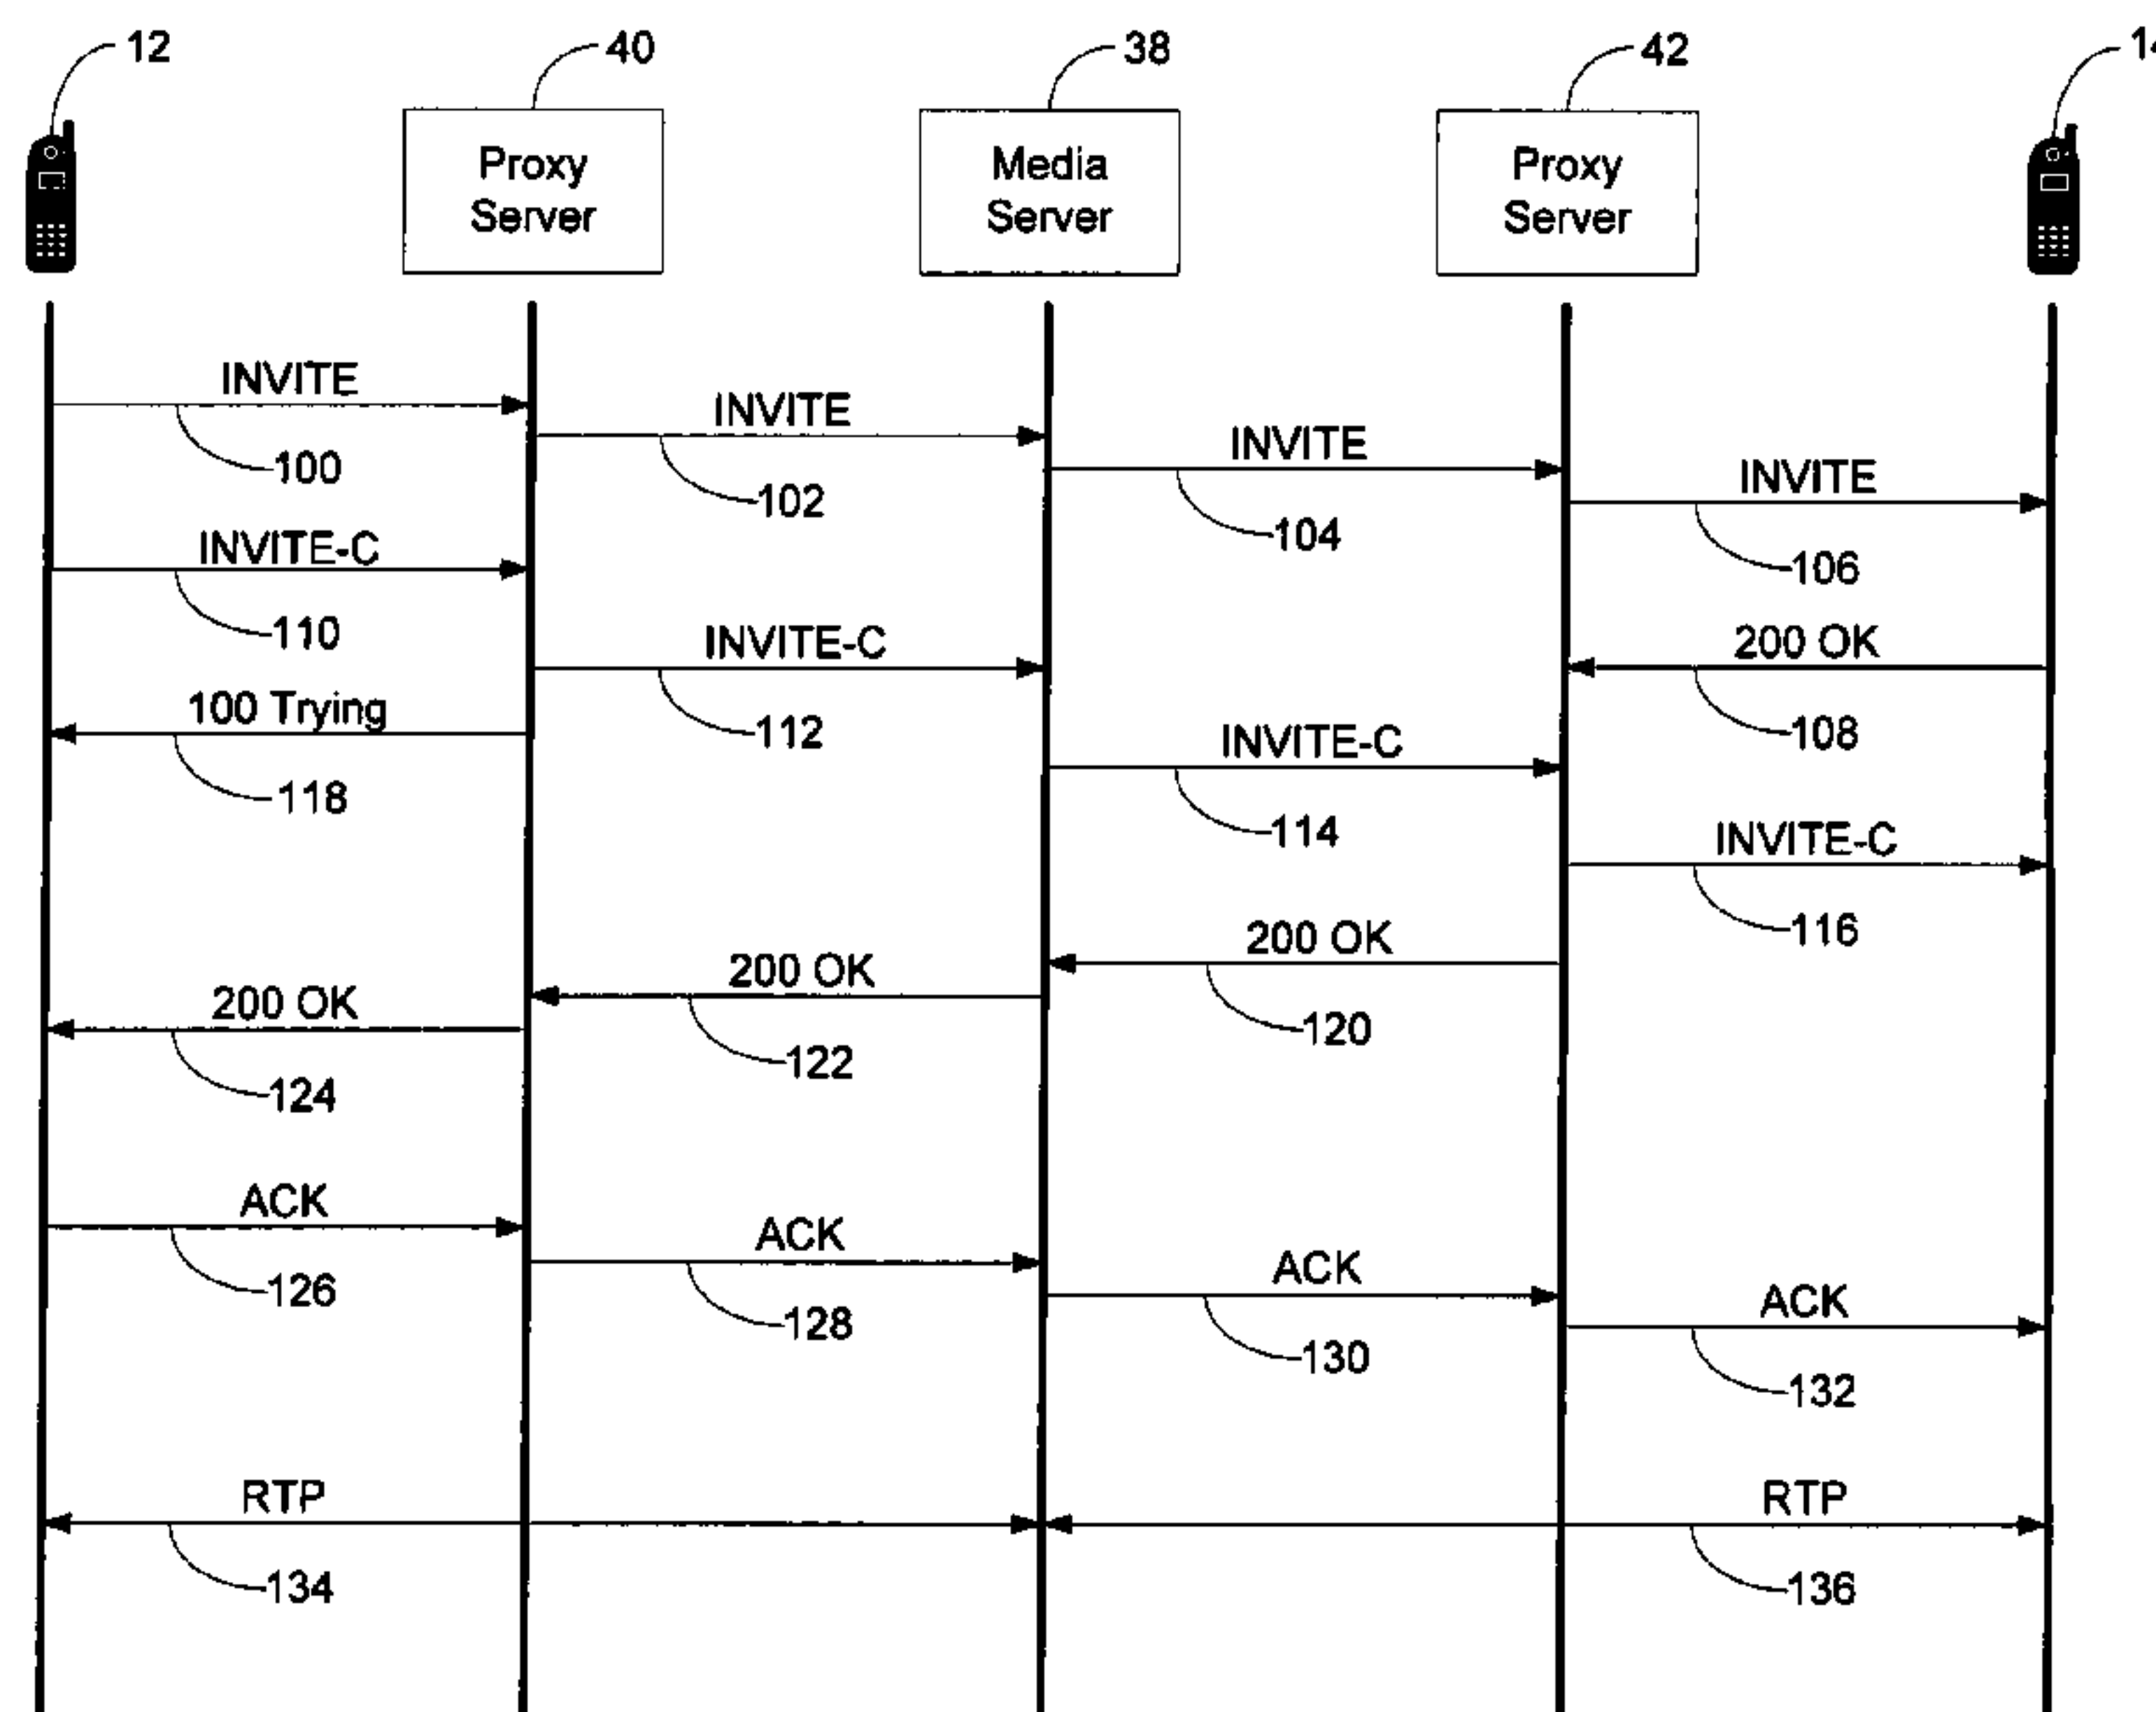 12
40
38
42
Proxy
Server
Media
Server
Proxy
Server
INVITE
100
INVITE
102
INVITE
104
INVITE
106
INVITE-C
110
INVITE-C
112
200 OK
108
100 Trying
118
INVITE-C
114
INVITE-C
116
200 OK
120
200 OK
122
200 OK
124
ACK
126
ACK
128
ACK
130
ACK
132
RTP
134
RTP
136